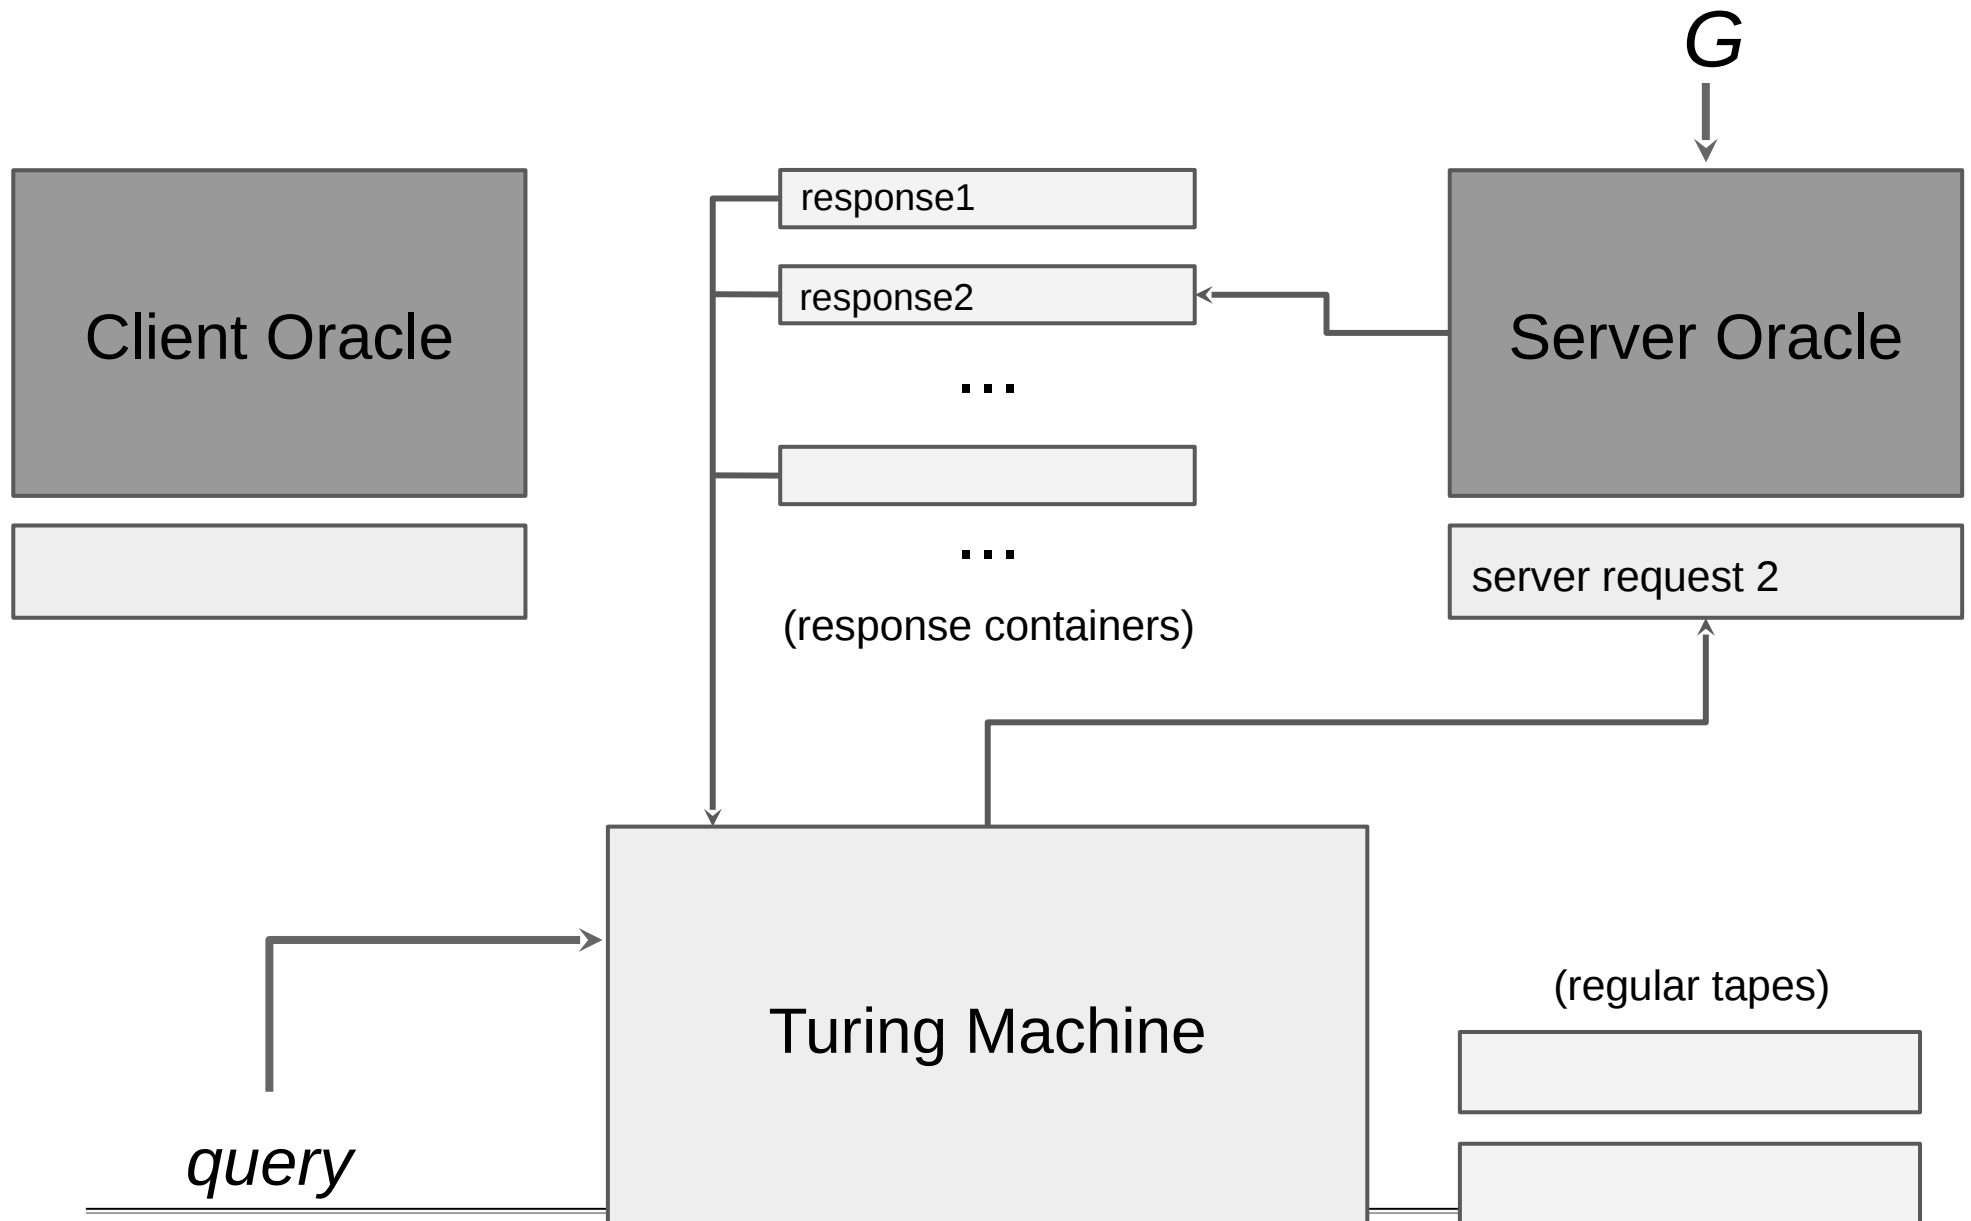 G
response1
response2
Client Oracle
Server Oracle
...
...
server request 2
(response containers)
(regular tapes)
Turing Machine
query